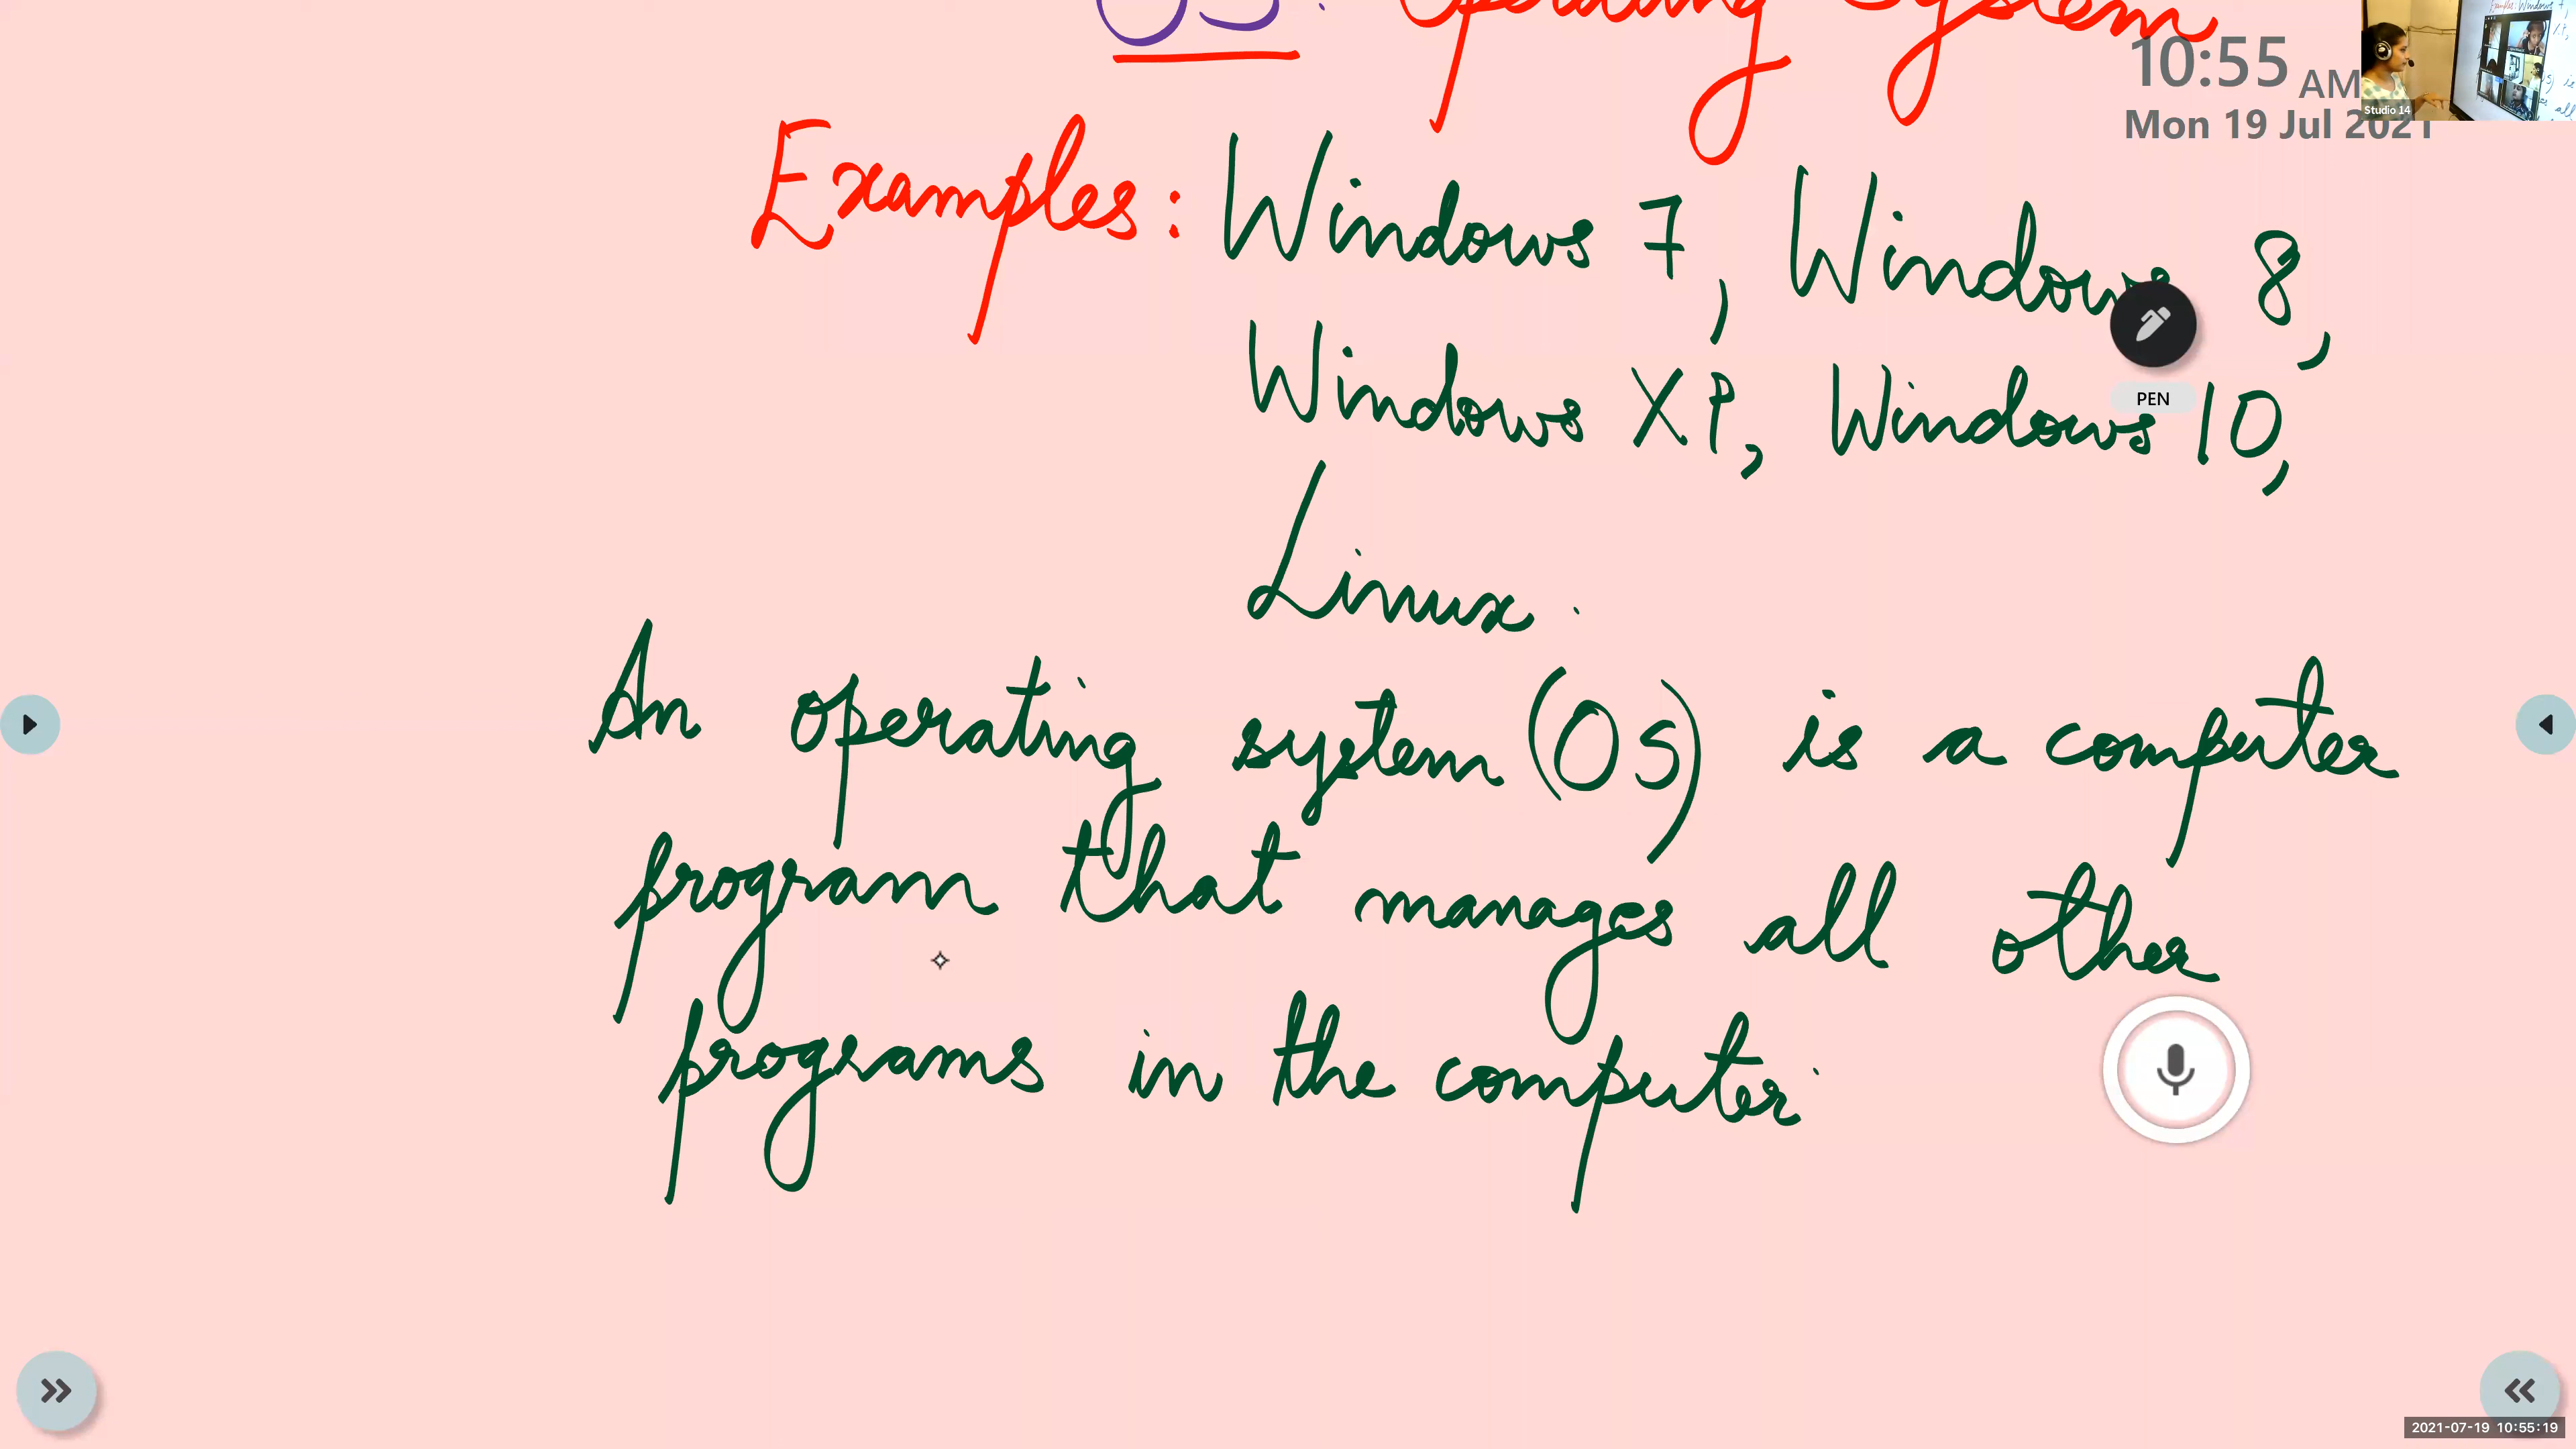 OS: Operating System
10:55 AM
Mon 19 Jul 2021
Studio 14
Examples: Windows 7, Windows 8,
PEN
Windows XP, Windows 10,
Linux.
An operating system (OS) is a computer
program that manages all other
programs in the computer.
2021-07-19 10:55:19